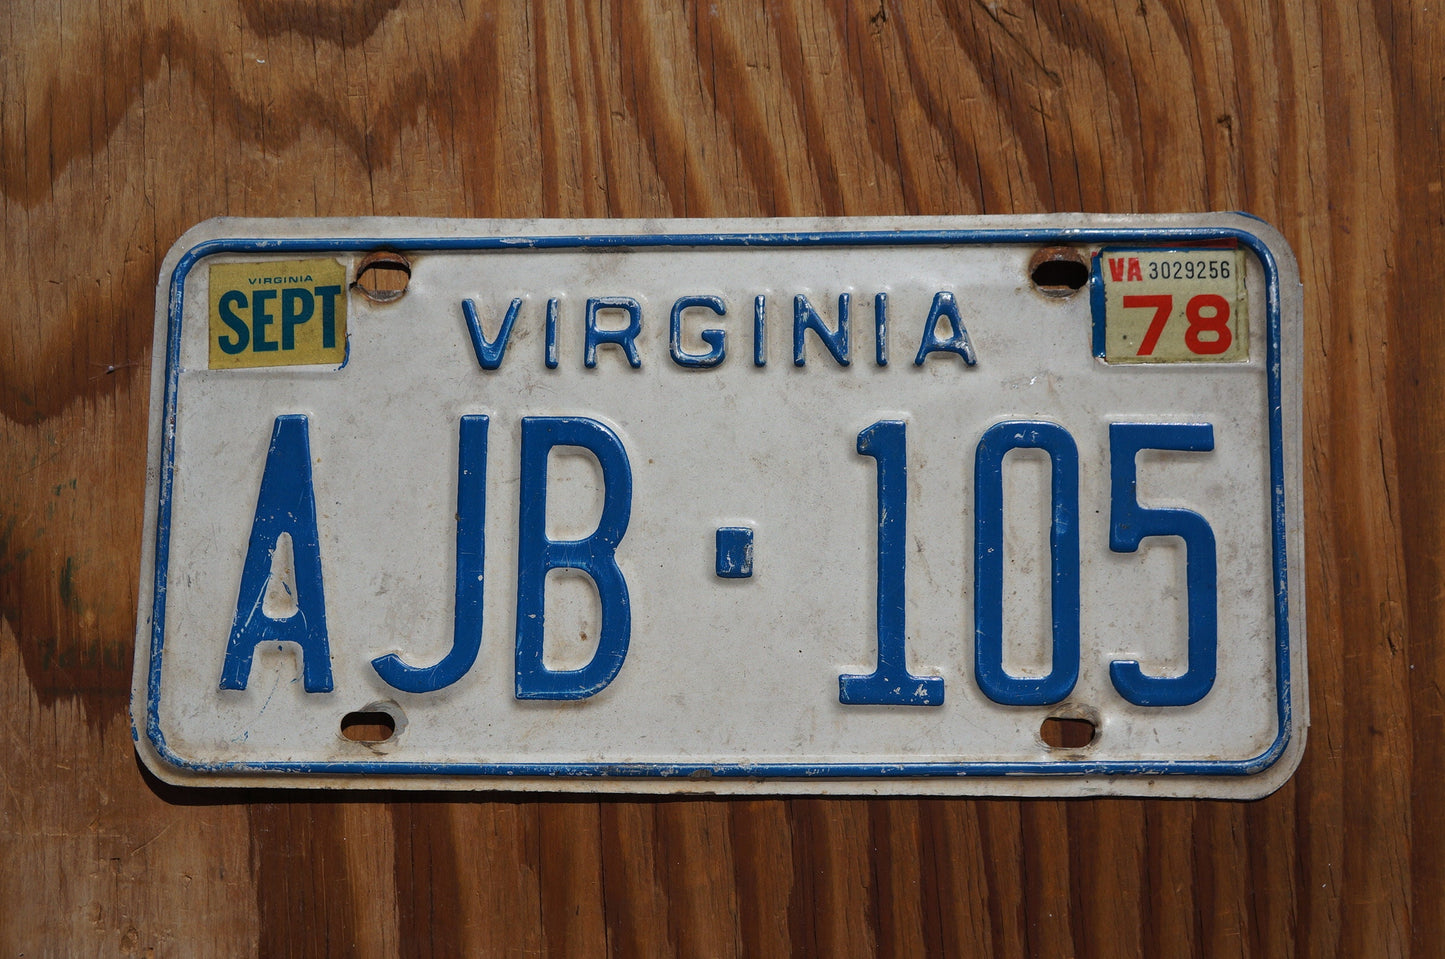 VIRGINIA
SEPT
VIRGINIA
VA 3029256
78
AJB·105